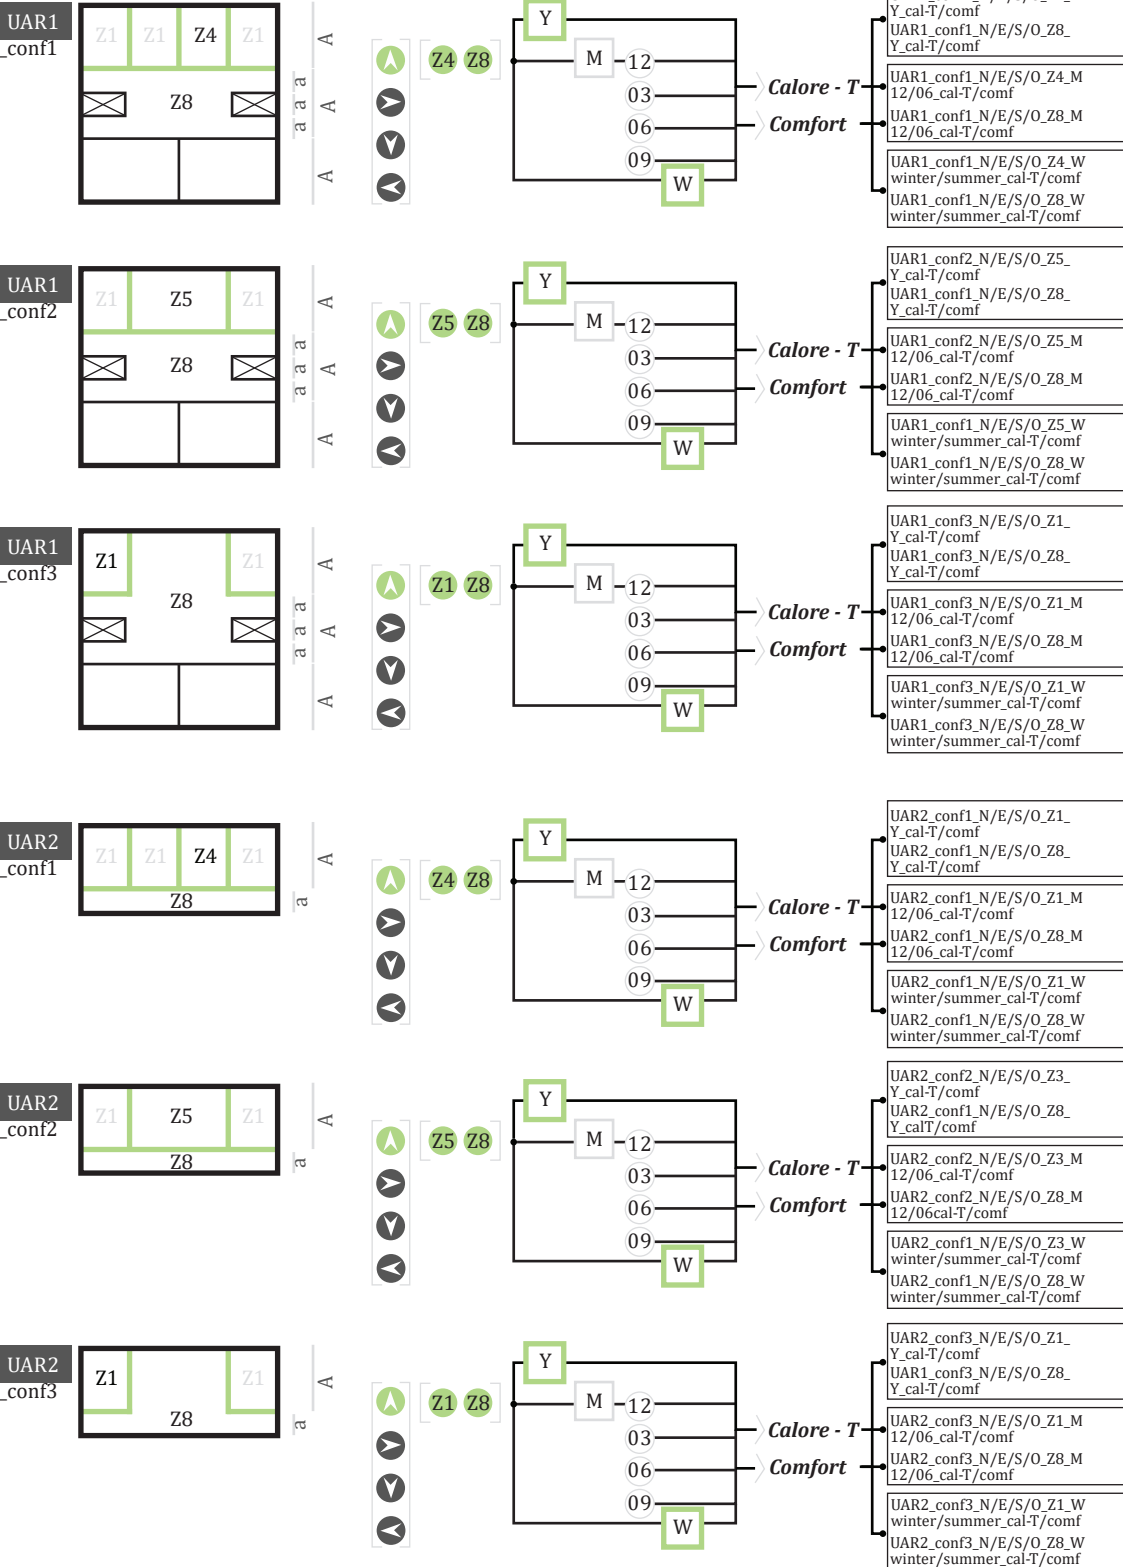 UAR1
_conf1
Z1 Z1 Z4 Z1
Z8
A
a
a A
a
A
Z4 Z8
Y
M 12
03
06
09
W
Calore - T
Comfort
Y_cal-T/comf
UAR1_conf1_N/E/S/O_Z8_
Y_cal-T/comf
UAR1_conf1_N/E/S/O_Z4_M
12/06_cal-T/comf
UAR1_conf1_N/E/S/O_Z8_M
12/06_cal-T/comf
UAR1_conf1_N/E/S/O_Z4_W
winter/summer_cal-T/comf
UAR1_conf1_N/E/S/O_Z8_W
winter/summer_cal-T/comf
UAR1
_conf2
Z1 Z5 Z1
Z8
A
a
a A
a
A
Z5 Z8
Y
M 12
03
06
09
W
Calore - T
Comfort
UAR1_conf2_N/E/S/O_Z5_
Y_cal-T/comf
UAR1_conf1_N/E/S/O_Z8_
Y_cal-T/comf
UAR1_conf2_N/E/S/O_Z5_M
12/06_cal-T/comf
UAR1_conf2_N/E/S/O_Z8_M
12/06_cal-T/comf
UAR1_conf1_N/E/S/O_Z5_W
winter/summer_cal-T/comf
UAR1_conf1_N/E/S/O_Z8_W
winter/summer_cal-T/comf
UAR1
_conf3
Z1 Z1
Z8
A
a
a A
a
A
Z1 Z8
Y
M 12
03
06
09
W
Calore - T
Comfort
UAR1_conf3_N/E/S/O_Z1_
Y_cal-T/comf
UAR1_conf3_N/E/S/O_Z8_
Y_cal-T/comf
UAR1_conf3_N/E/S/O_Z1_M
12/06_cal-T/comf
UAR1_conf3_N/E/S/O_Z8_M
12/06_cal-T/comf
UAR1_conf3_N/E/S/O_Z1_W
winter/summer_cal-T/comf
UAR1_conf3_N/E/S/O_Z8_W
winter/summer_cal-T/comf
UAR2
_conf1
Z1 Z1 Z4 Z1
Z8
A
a
Z4 Z8
Y
M 12
03
06
09
W
Calore - T
Comfort
UAR2_conf1_N/E/S/O_Z1_
Y_cal-T/comf
UAR2_conf1_N/E/S/O_Z8_
Y_cal-T/comf
UAR2_conf1_N/E/S/O_Z1_M
12/06_cal-T/comf
UAR2_conf1_N/E/S/O_Z8_M
12/06_cal-T/comf
UAR2_conf1_N/E/S/O_Z1_W
winter/summer_cal-T/comf
UAR2_conf1_N/E/S/O_Z8_W
winter/summer_cal-T/comf
UAR2
_conf2
Z1 Z5 Z1
Z8
A
a
Z5 Z8
Y
M 12
03
06
09
W
Calore - T
Comfort
UAR2_conf2_N/E/S/O_Z3_
Y_cal-T/comf
UAR2_conf1_N/E/S/O_Z8_
Y_calT/comf
UAR2_conf2_N/E/S/O_Z3_M
12/06_cal-T/comf
UAR2_conf2_N/E/S/O_Z8_M
12/06cal-T/comf
UAR2_conf1_N/E/S/O_Z3_W
winter/summer_cal-T/comf
UAR2_conf1_N/E/S/O_Z8_W
winter/summer_cal-T/comf
UAR2
_conf3
Z1 Z1
Z8
A
a
Z1 Z8
Y
M 12
03
06
09
W
Calore - T
Comfort
UAR2_conf3_N/E/S/O_Z1_
Y_cal-T/comf
UAR1_conf3_N/E/S/O_Z8_
Y_cal-T/comf
UAR2_conf3_N/E/S/O_Z1_M
12/06_cal-T/comf
UAR2_conf3_N/E/S/O_Z8_M
12/06_cal-T/comf
UAR2_conf3_N/E/S/O_Z1_W
winter/summer_cal-T/comf
UAR2_conf3_N/E/S/O_Z8_W
winter/summer_cal-T/comf